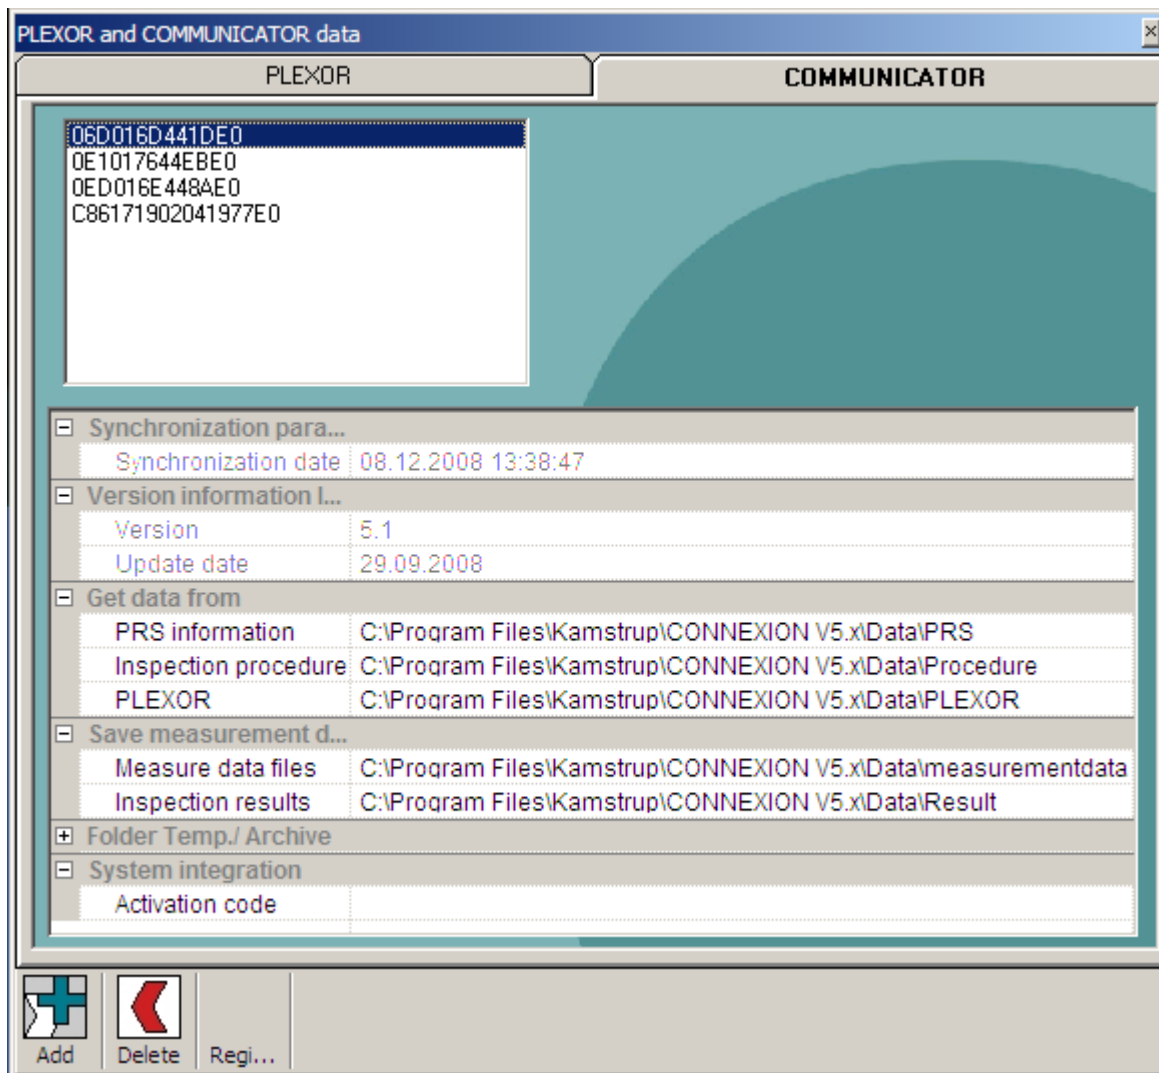 PLEXOR and COMMUNICATOR data
PLEXOR
COMMUNICATOR
06D016D441DE0
0E1017644EBE0
0ED016E448AE0
C86171902041977E0
Synchronization para...
Synchronization date 08.12.2008 13:38:47
Version information I...
Version 5.1
Update date 29.09.2008
Get data from
PRS information C:\Program Files\Kamstrup\CONNEXION V5.x\Data\PRS
Inspection procedure C:\Program Files\Kamstrup\CONNEXION V5.x\Data\Procedure
PLEXOR C:\Program Files\Kamstrup\CONNEXION V5.x\Data\PLEXOR
Save measurement d...
Measure data files C:\Program Files\Kamstrup\CONNEXION V5.x\Data\measurementdata
Inspection results C:\Program Files\Kamstrup\CONNEXION V5.x\Data\Result
Folder Temp./ Archive
System integration
Activation code
Add Delete Regi...